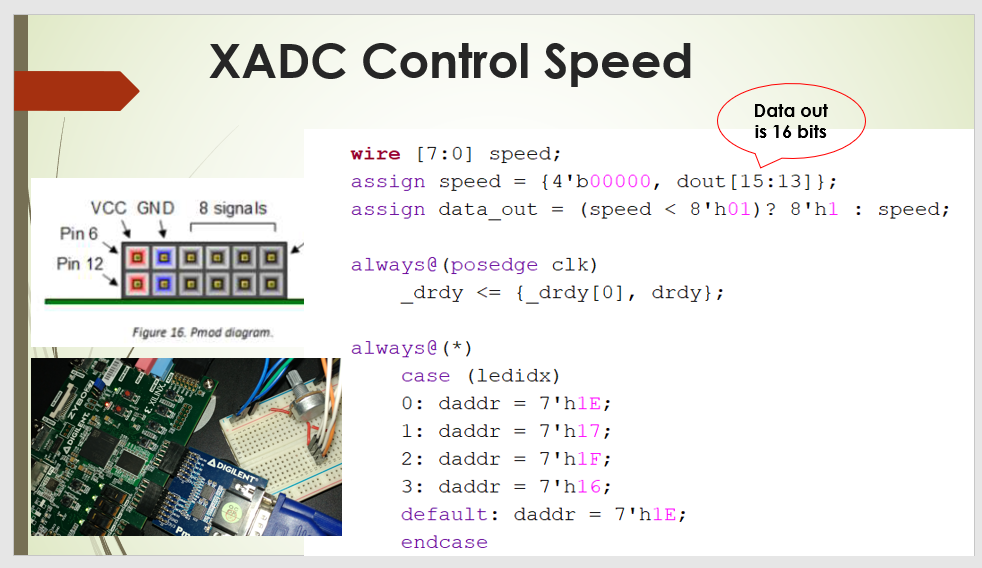 XADC Control Speed
Data out
is 16 bits
wire [7:0] speed;
assign speed = {4'b00000, dout[15:13]};
assign data_out = (speed < 8'h01)? 8'h1 : speed;
always@(posedge clk)
_drdy <= {_drdy[0], drdy};
always@(*)
case (ledidx)
0: daddr = 7'h1E;
1: daddr = 7'h17;
2: daddr = 7'h1F;
3: daddr = 7'h16;
default: daddr = 7'h1E;
endcase
VCC GND 8 signals
Pin 6
Pin 12
Figure 16. Pmod diagram.
ZYBO
DIGILENT
XILINX
DIGILENT